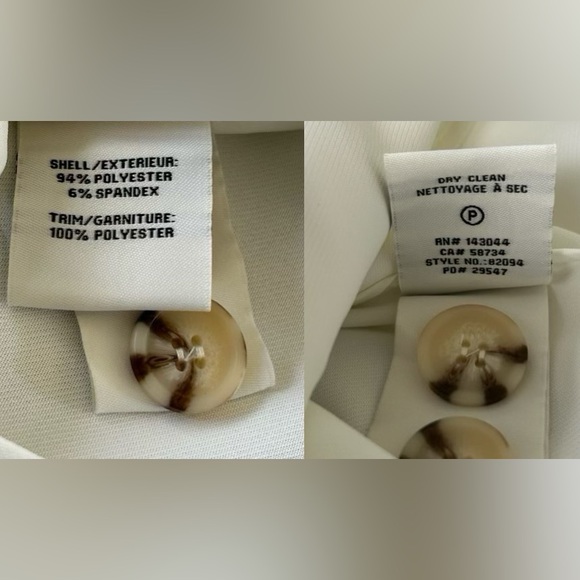 SHELL/EXTERIEUR:
94% POLYESTER
6% SPANDEX
TRIM/GARNITURE:
100% POLYESTER
DRY CLEAN
NETTOYAGE À SEC
P
RN# 143044
CA# 58734
STYLE NO.:82094
PO# 29547